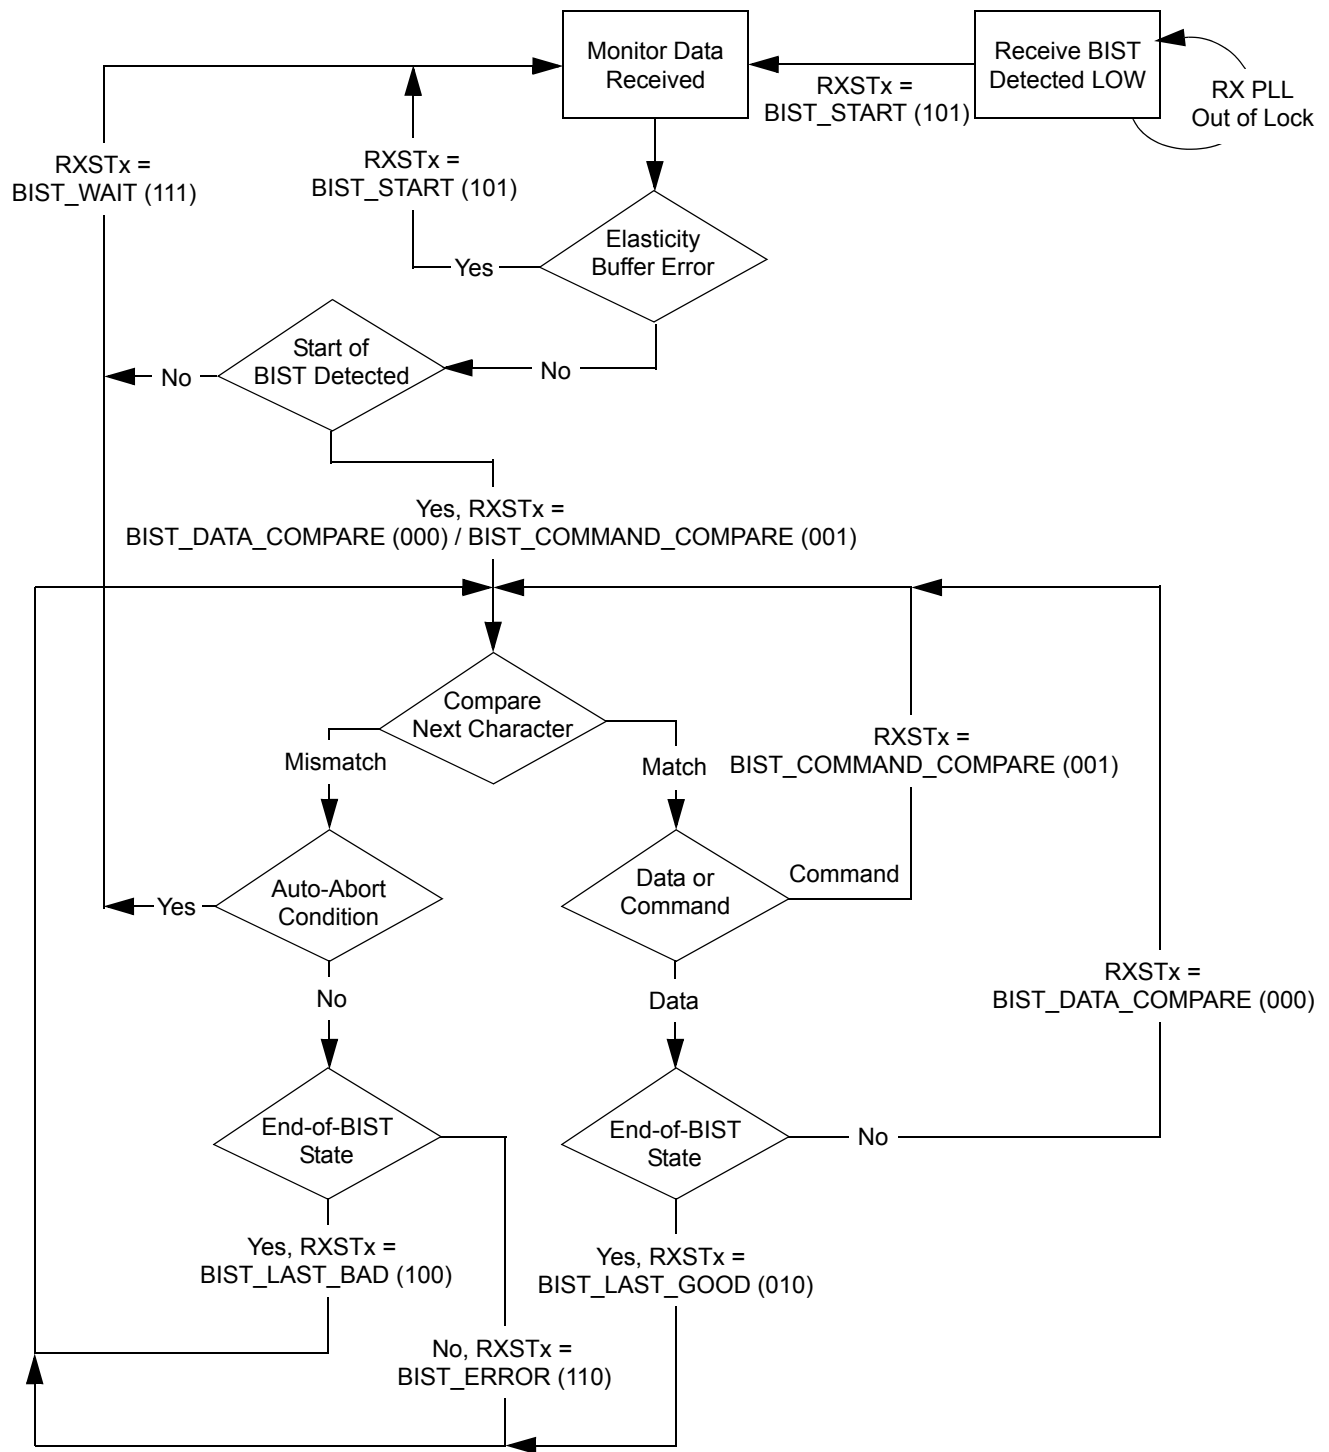 Monitor Data
Received
Receive BIST
Detected LOW
RXSTx =
BIST_START (101)
RX PLL
Out of Lock
RXSTx =
BIST_WAIT (111)
RXSTx =
BIST_START (101)
Elasticity
Buffer Error
Yes
Start of
BIST Detected
No
No
Yes, RXSTx =
BIST_DATA_COMPARE (000) / BIST_COMMAND_COMPARE (001)
Compare
Next Character
Mismatch
Match
RXSTx =
BIST_COMMAND_COMPARE (001)
Auto-Abort
Condition
Yes
Data or
Command
Command
No
Data
RXSTx =
BIST_DATA_COMPARE (000)
End-of-BIST
State
End-of-BIST
State
No
Yes, RXSTx =
BIST_LAST_BAD (100)
Yes, RXSTx =
BIST_LAST_GOOD (010)
No, RXSTx =
BIST_ERROR (110)